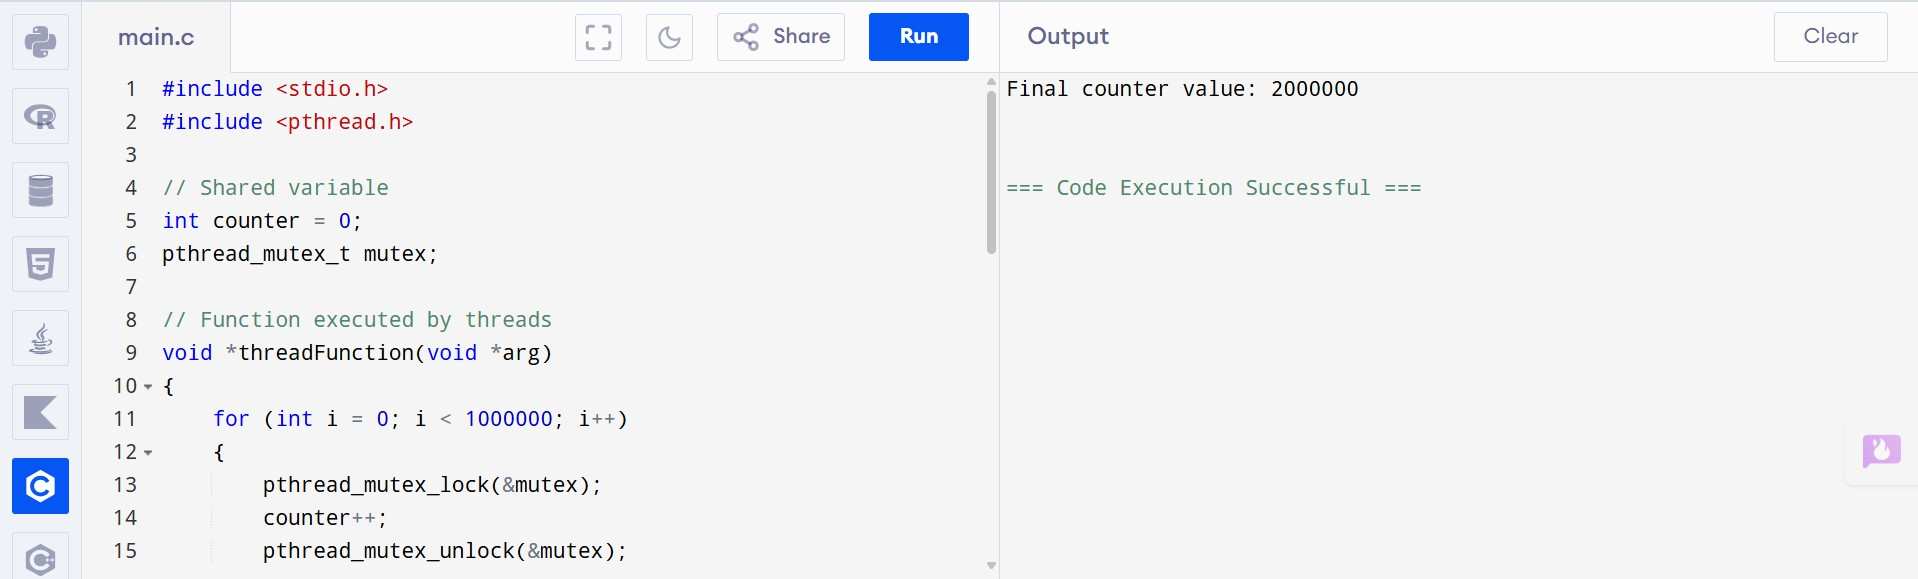 main.c
Share
Run
Output
Clear
1 #include <stdio.h>
2 #include <pthread.h>
3
4 // Shared variable
5 int counter = 0;
6 pthread_mutex_t mutex;
7
8 // Function executed by threads
9 void *threadFunction(void *arg)
10 {
11     for (int i = 0; i < 1000000; i++)
12     {
13         pthread_mutex_lock(&mutex);
14         counter++;
15         pthread_mutex_unlock(&mutex);
Final counter value: 2000000
=== Code Execution Successful ===